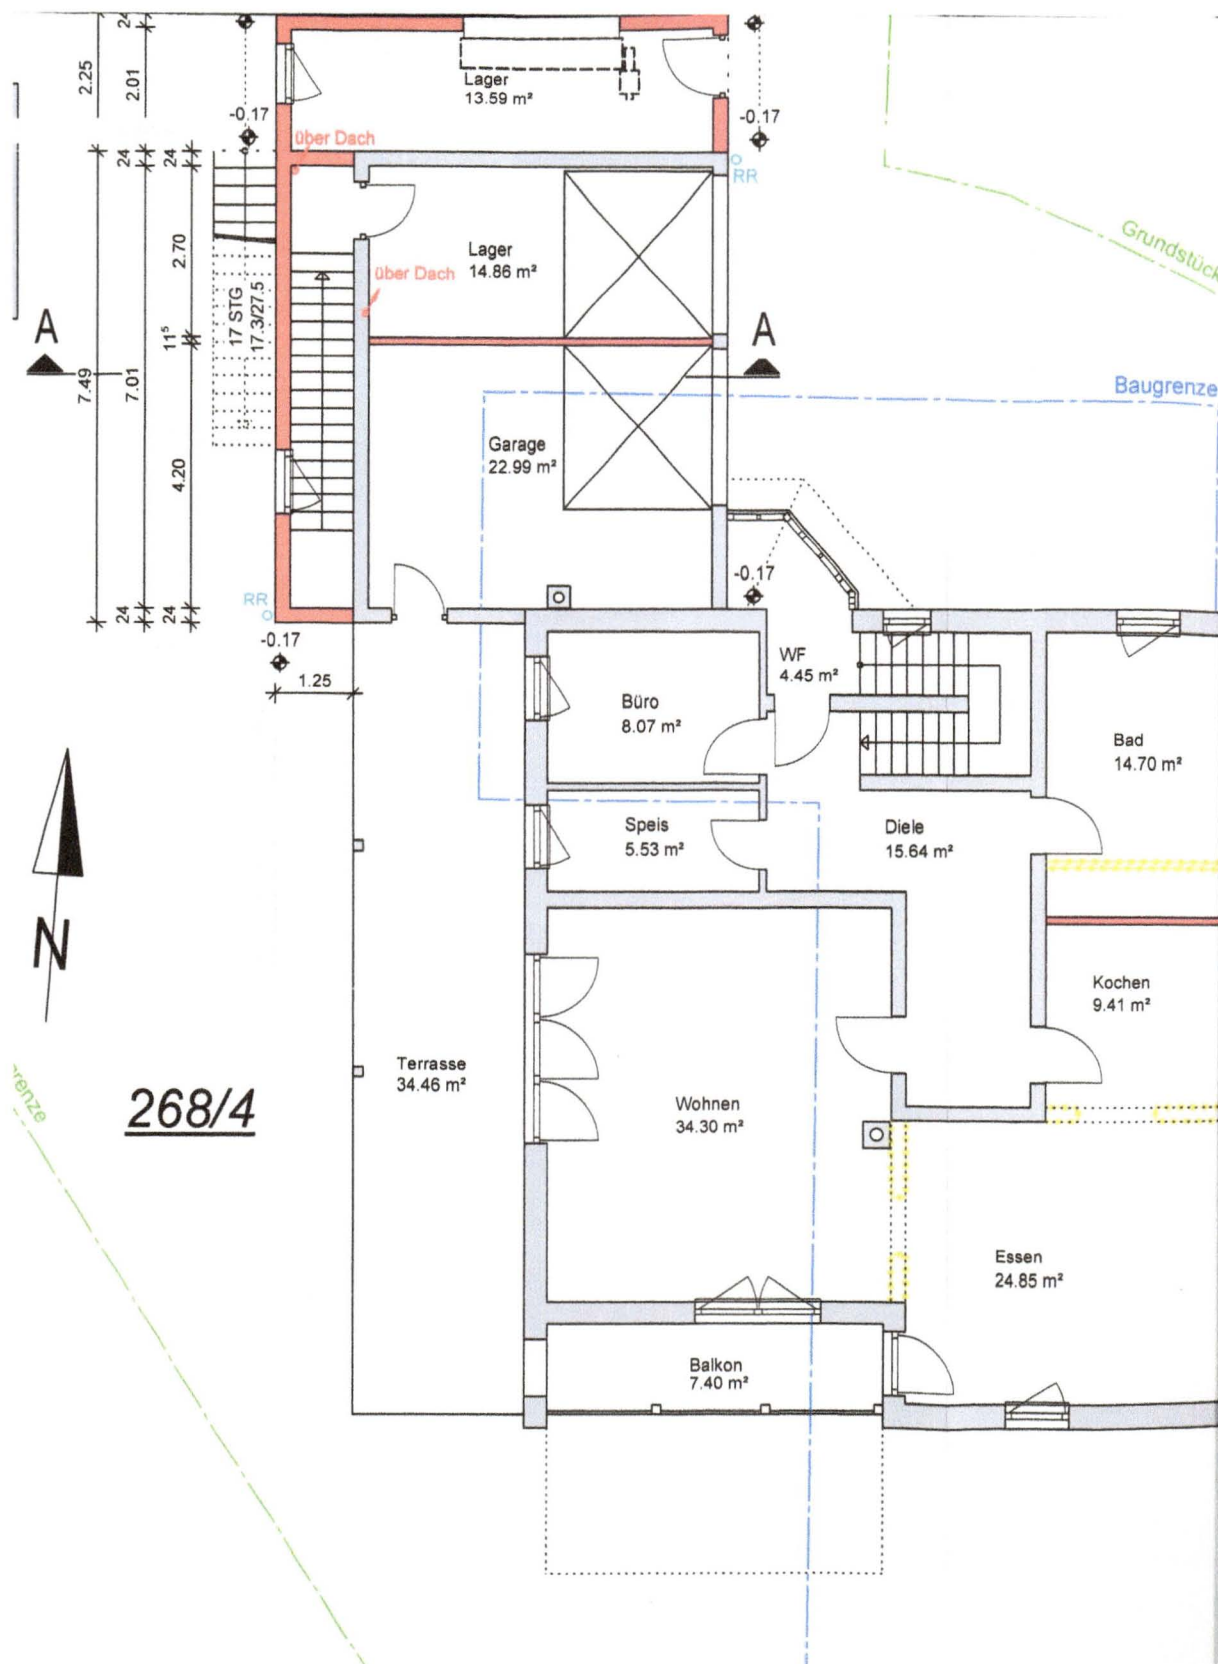 24
2.25
2.01
Lager
13.59 m²
-0.17
-0.17
über Dach
RR
24
24
Grundstück
Lager
14.86 m²
2.70
über Dach
17 STG
17.3/27.5
A
A
11⁵
7.49
7.01
Baugrenze
Garage
22.99 m²
4.20
-0.17
RR
24
24
-0.17
1.25
WF
4.45 m²
Büro
8.07 m²
Bad
14.70 m²
Speis
5.53 m²
Diele
15.64 m²
N
Kochen
9.41 m²
Terrasse
34.46 m²
renze
268/4
Wohnen
34.30 m²
Essen
24.85 m²
Balkon
7.40 m²